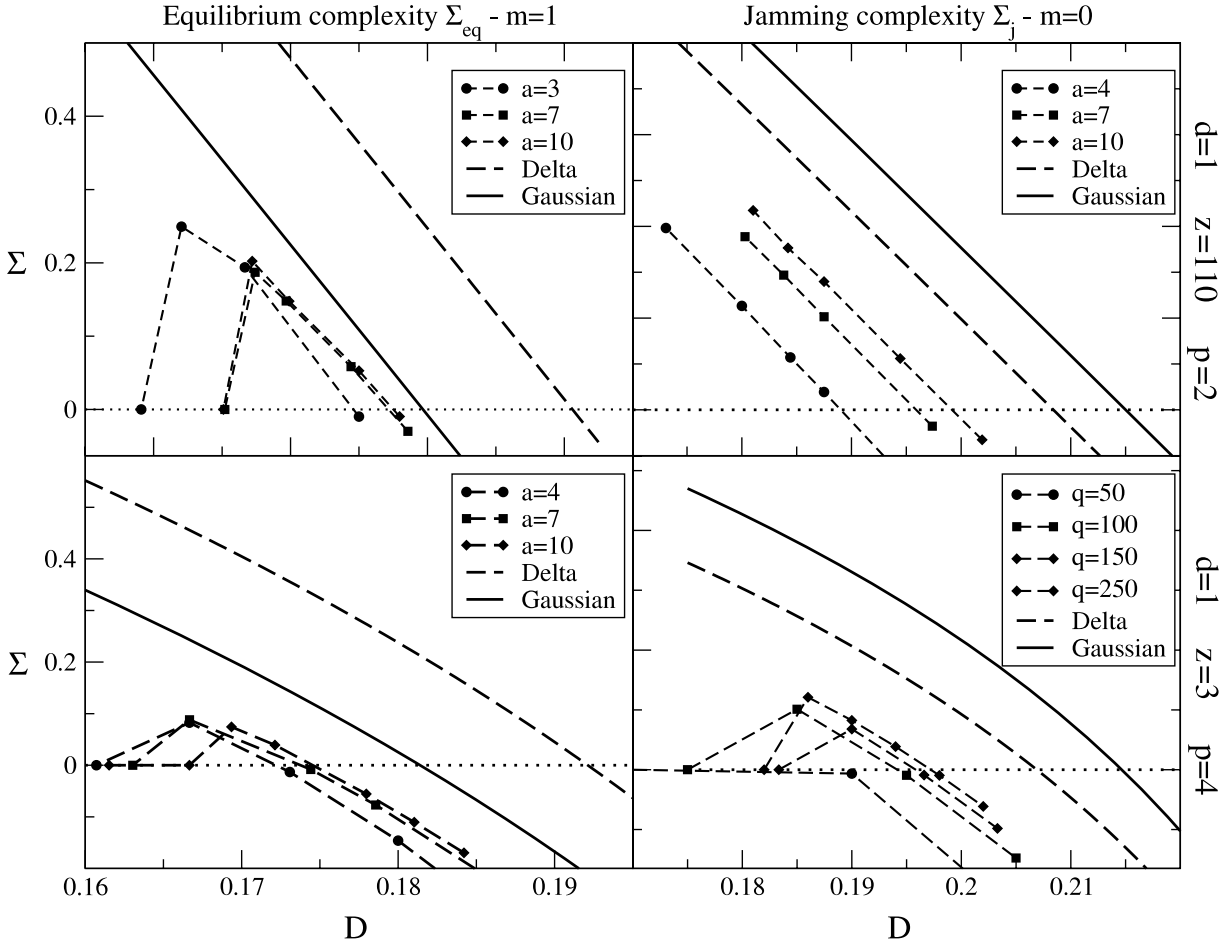 Equilibrium complexity Σeq - m=1
Jamming complexity Σj - m=0
a=3
a=7
a=10
Delta
Gaussian
a=4
a=7
a=10
Delta
Gaussian
0.4
0.2
0
Σ
d=1 z=110 p=2
a=4
a=7
a=10
Delta
Gaussian
q=50
q=100
q=150
q=250
Delta
Gaussian
0.4
0.2
0
Σ
d=1 z=3 p=4
0.16 0.17 0.18 0.19
0.18 0.19 0.2 0.21
D
D